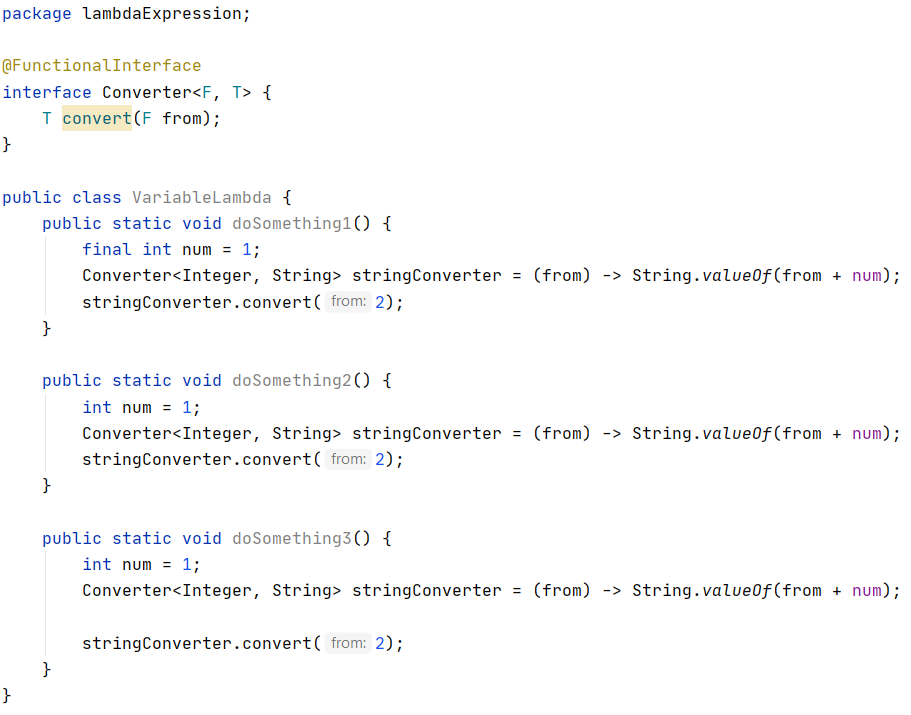 package lambdaExpression;
@FunctionalInterface
interface Converter<F, T> {
    T convert(F from);
}
public class VariableLambda {
    public static void doSomething1() {
        final int num = 1;
        Converter<Integer, String> stringConverter = (from) -> String.valueOf(from + num);
        stringConverter.convert( from: 2);
    }
    public static void doSomething2() {
        int num = 1;
        Converter<Integer, String> stringConverter = (from) -> String.valueOf(from + num);
        stringConverter.convert( from: 2);
    }
    public static void doSomething3() {
        int num = 1;
        Converter<Integer, String> stringConverter = (from) -> String.valueOf(from + num);
        stringConverter.convert( from: 2);
    }
}